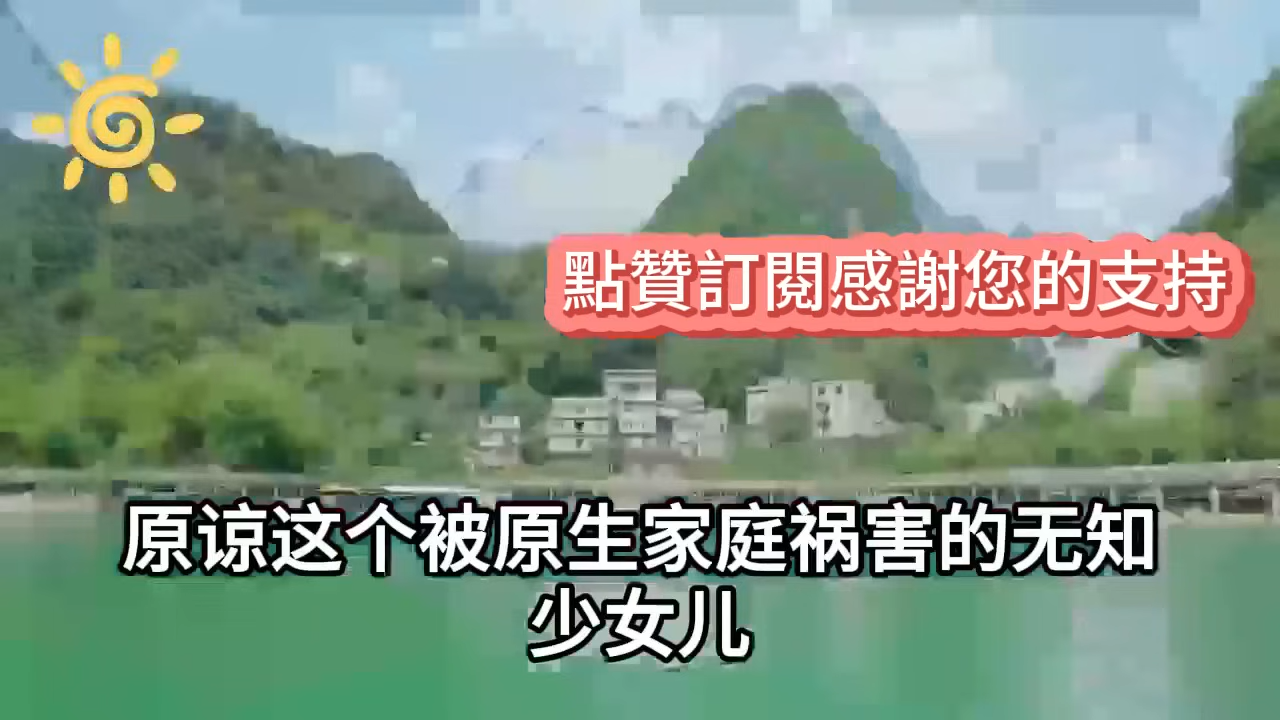 點贊訂閱感謝您的支持
原谅这个被原生家庭祸害的无知
少女儿